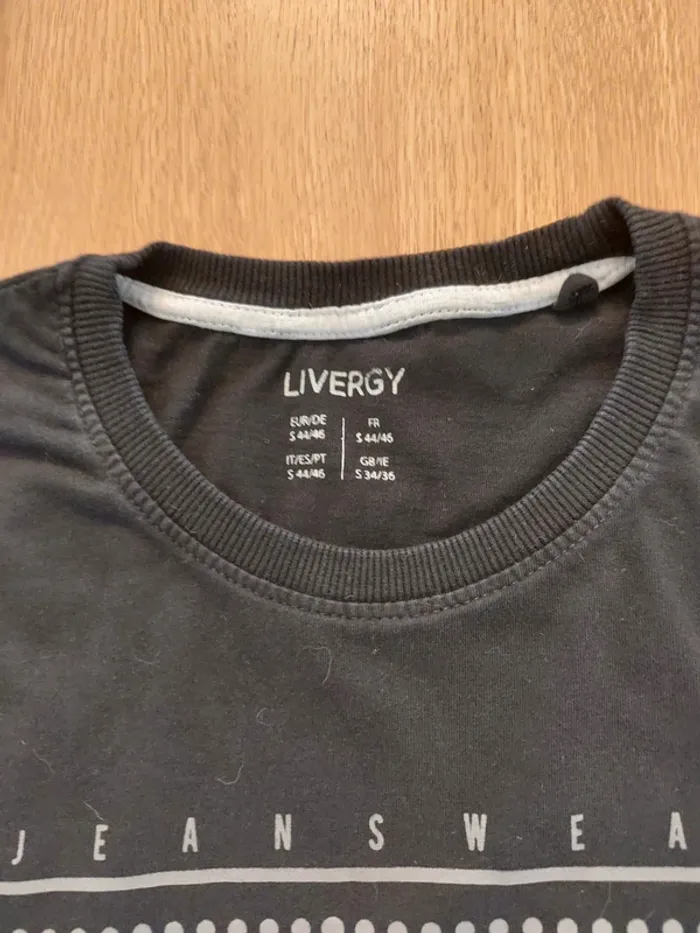 LIVERGY
EUR/DE
S 44/46
FR
S 44/46
IT/ES/PT
S 44/46
GB/IE
S 34/36
JEANSWEA